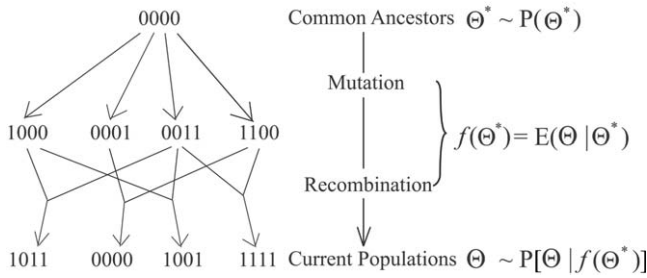 0000 Common Ancestors Θ* ~ P(Θ*)
Mutation
1000 0001 0011 1100
f(Θ*) = E(Θ | Θ*)
Recombination
1011 0000 1001 1111 Current Populations Θ ~ P[Θ | f(Θ*)]